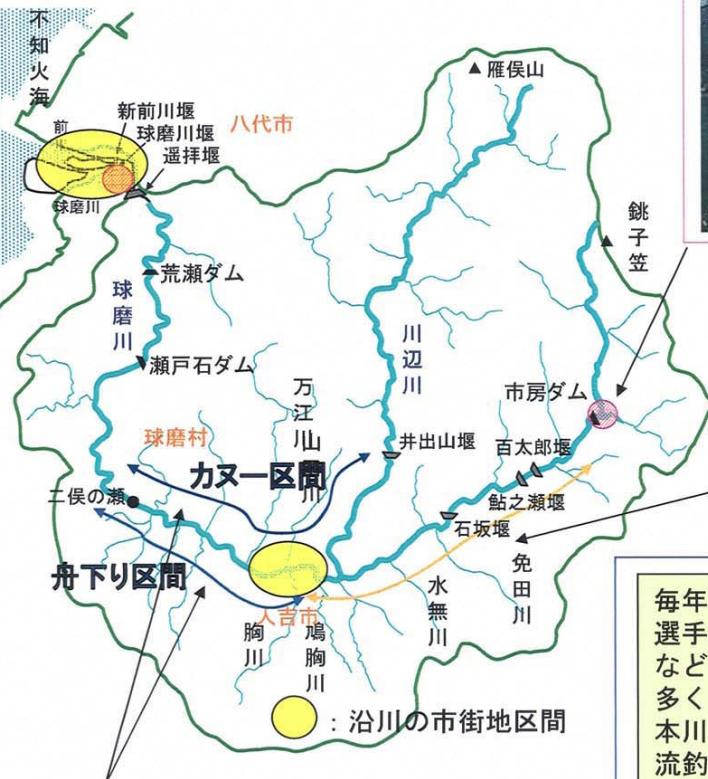 不知火海
新前川堰
球磨川堰
遥拝堰
前
球磨川
八代市
雁俣山
銚子笠
荒瀬ダム
球磨川
瀬戸石ダム
川辺川
市房ダム
万江川
山
川
球磨村
井出山堰
百太郎堰
カヌー区間
鮎之瀬堰
二俣の瀬
石坂堰
舟下り区間
免田川
水無川
人吉市
胸川
鳩胸川
：沿川の市街地区間
毎年
選手
など
多く
本川
流釣